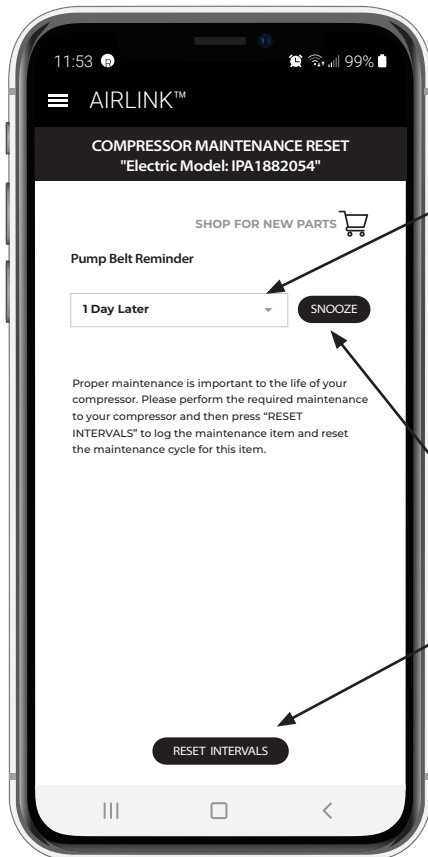 11:53 R 99%
AIRLINK™
COMPRESSOR MAINTENANCE RESET
"Electric Model: IPA1882054"
SHOP FOR NEW PARTS
Pump Belt Reminder
1 Day Later
SNOOZE
Proper maintenance is important to the life of your
compressor. Please perform the required maintenance
to your compressor and then press “RESET
INTERVALS” to log the maintenance item and reset
the maintenance cycle for this item.
RESET INTERVALS